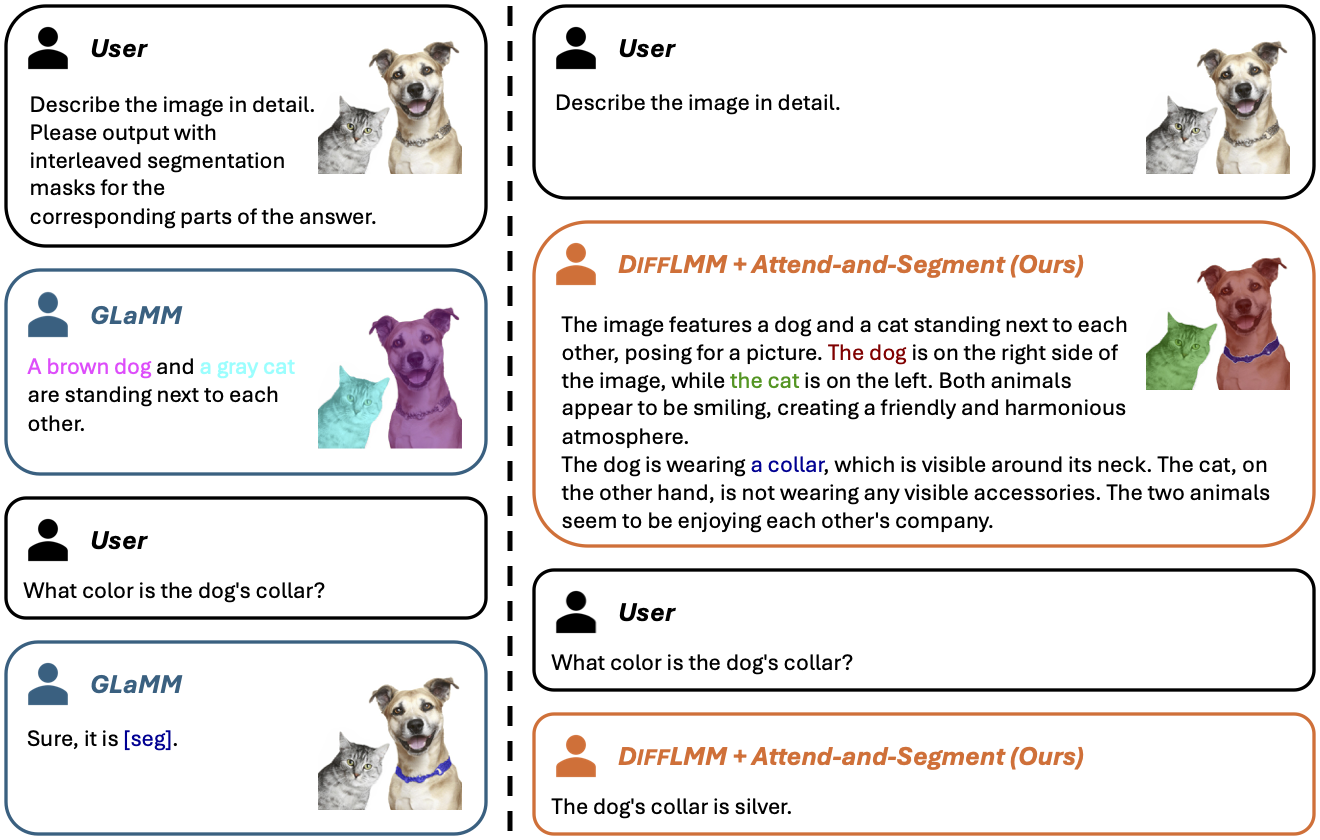 User
Describe the image in detail.
Please output with
interleaved segmentation
masks for the
corresponding parts of the answer.
GLaMM
A brown dog and a gray cat
are standing next to each
other.
User
What color is the dog's collar?
GLaMM
Sure, it is [seg].
User
Describe the image in detail.
DIFFLMM + Attend-and-Segment (Ours)
The image features a dog and a cat standing next to each
other, posing for a picture. The dog is on the right side of
the image, while the cat is on the left. Both animals
appear to be smiling, creating a friendly and harmonious
atmosphere.
The dog is wearing a collar, which is visible around its neck. The cat, on
the other hand, is not wearing any visible accessories. The two animals
seem to be enjoying each other's company.
User
What color is the dog's collar?
DIFFLMM + Attend-and-Segment (Ours)
The dog's collar is silver.